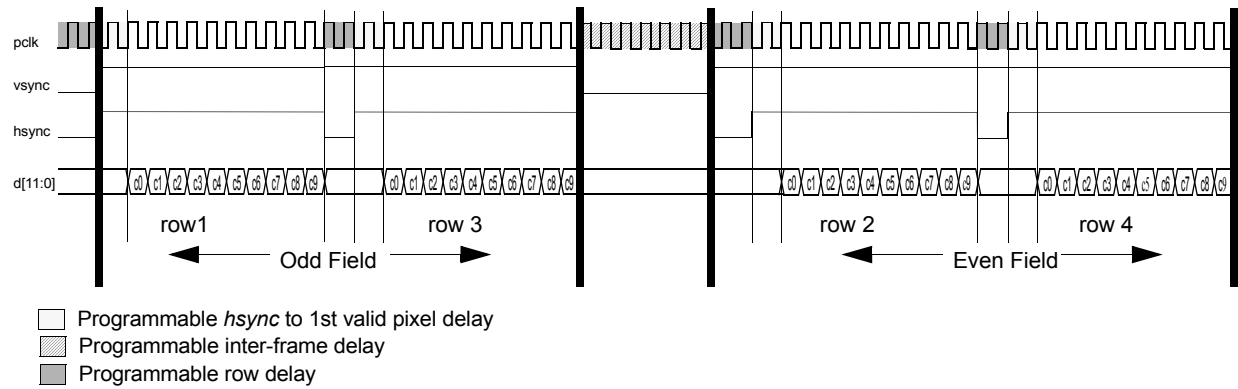 pclk
vsync
hsync
d[11:0] c0 c1 c2 c3 c4 c5 c6 c7 c8 c9 c0 c1 c2 c3 c4 c5 c6 c7 c8 c9 c0 c1 c2 c3 c4 c5 c6 c7 c8 c9 c0 c1 c2 c3 c4 c5 c6 c7 c8 c9
row1 row 3 row 2 row 4
Odd Field Even Field
Programmable hsync to 1st valid pixel delay
Programmable inter-frame delay
Programmable row delay